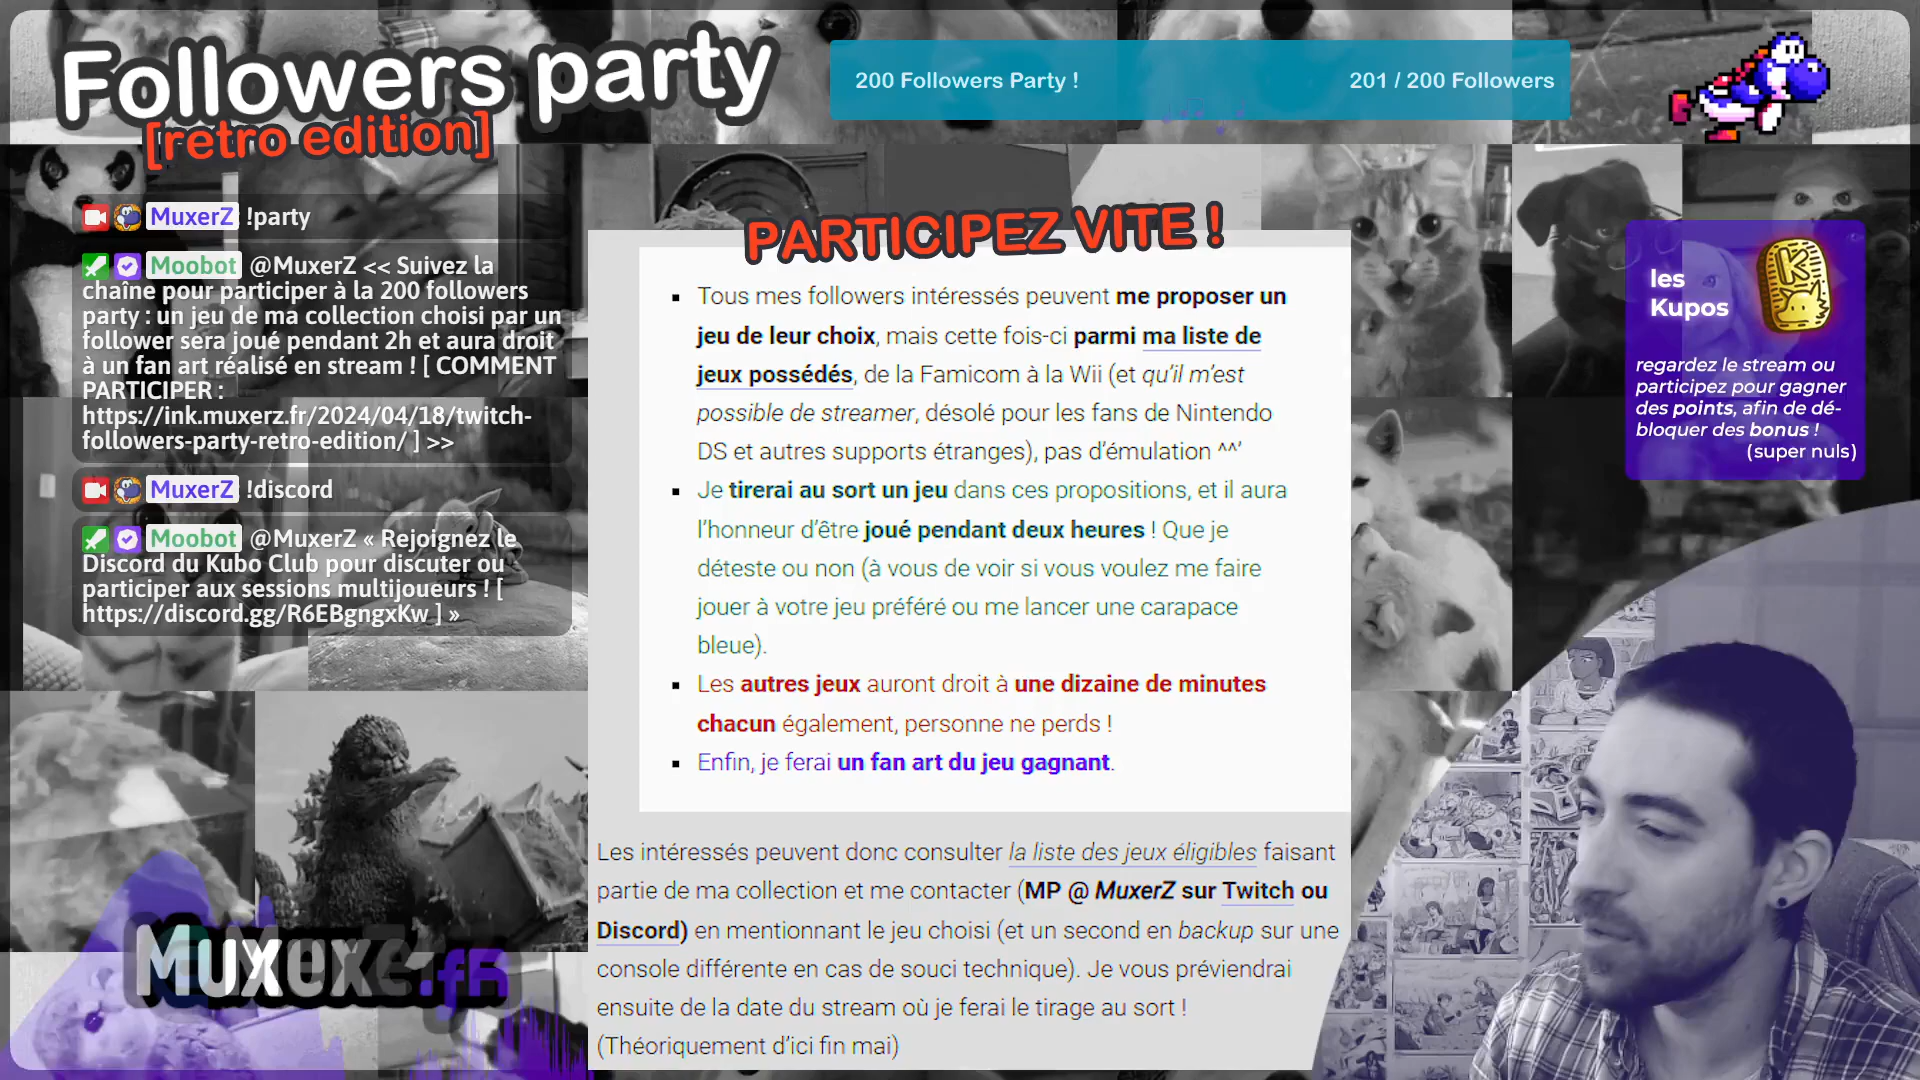 Followers party
[retro edition]
200 Followers Party !
201 / 200 Followers
MuxerZ !party
Moobot @MuxerZ << Suivez la
chaîne pour participer à la 200 followers
party : un jeu de ma collection choisi par un
follower sera joué pendant 2h et aura droit
à un fan art réalisé en stream ! [ COMMENT
PARTICIPER :
https://ink.muxerz.fr/2024/04/18/twitch-
followers-party-retro-edition/ ] >>
MuxerZ !discord
Moobot @MuxerZ « Rejoignez le
Discord du Kubo Club pour discuter ou
participer aux sessions multijoueurs ! [
https://discord.gg/R6EBgngxKw ] »
PARTICIPEZ VITE !
▪ Tous mes followers intéressés peuvent me proposer un
jeu de leur choix, mais cette fois-ci parmi ma liste de
jeux possédés, de la Famicom à la Wii (et qu’il m’est
possible de streamer, désolé pour les fans de Nintendo
DS et autres supports étranges), pas d’émulation ^^’
▪ Je tirerai au sort un jeu dans ces propositions, et il aura
l’honneur d’être joué pendant deux heures ! Que je
déteste ou non (à vous de voir si vous voulez me faire
jouer à votre jeu préféré ou me lancer une carapace
bleue).
▪ Les autres jeux auront droit à une dizaine de minutes
chacun également, personne ne perds !
▪ Enfin, je ferai un fan art du jeu gagnant.
Les intéressés peuvent donc consulter la liste des jeux éligibles faisant
partie de ma collection et me contacter (MP @ MuxerZ sur Twitch ou
Discord) en mentionnant le jeu choisi (et un second en backup sur une
console différente en cas de souci technique). Je vous préviendrai
ensuite de la date du stream où je ferai le tirage au sort !
(Théoriquement d’ici fin mai)
les
Kupos
K
regardez le stream ou
participez pour gagner
des points, afin de dé-
bloquer des bonus !
(super nuls)